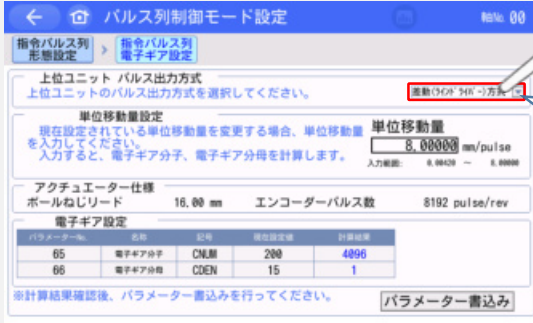 パルス列制御モード設定
軸No. 00
指令パルス列
形態設定
>
指令パルス列
電子ギア設定
上位ユニット パルス出力方式
上位ユニットのパルス出力方式を選択してください。
差動(ラインドライバー)方式
単位移動量設定
現在設定されている単位移動量を変更する場合、単位移動量
を入力してください。
入力すると、電子ギア分子、電子ギア分母を計算します。
単位移動量
8.00000 mm/pulse
入力範囲: 0.00420 ～ 8.00000
アクチュエーター仕様
ボールねじリード 16.00 mm エンコーダーパルス数 8192 pulse/rev
電子ギア設定
パラメーターNo. 名称 記号 現在設定値 計算結果
65 電子ギア分子 CNUM 200 4096
66 電子ギア分母 CDEN 15 1
※計算結果確認後、パラメーター書込みを行ってください。
パラメーター書込み